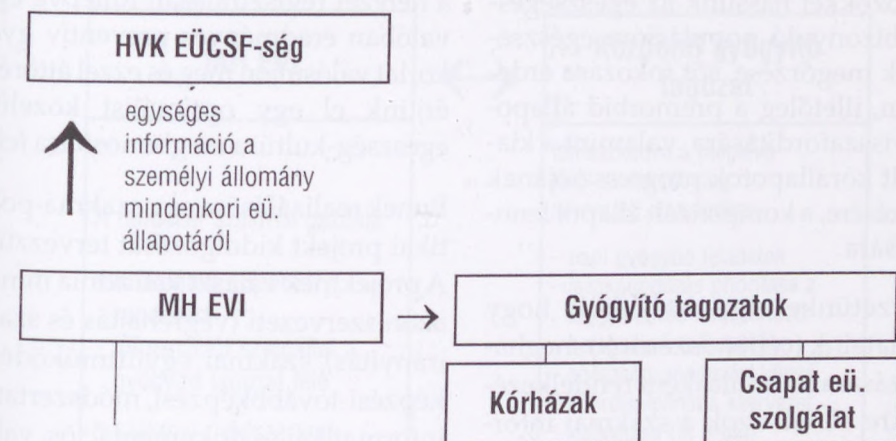 HVK EÜCSF-ség
egységes
információ a
személyi állomány
mindenkori eü.
állapotáról
MH EVI
Gyógyító tagozatok
Kórházak
Csapat eü.
szolgálat